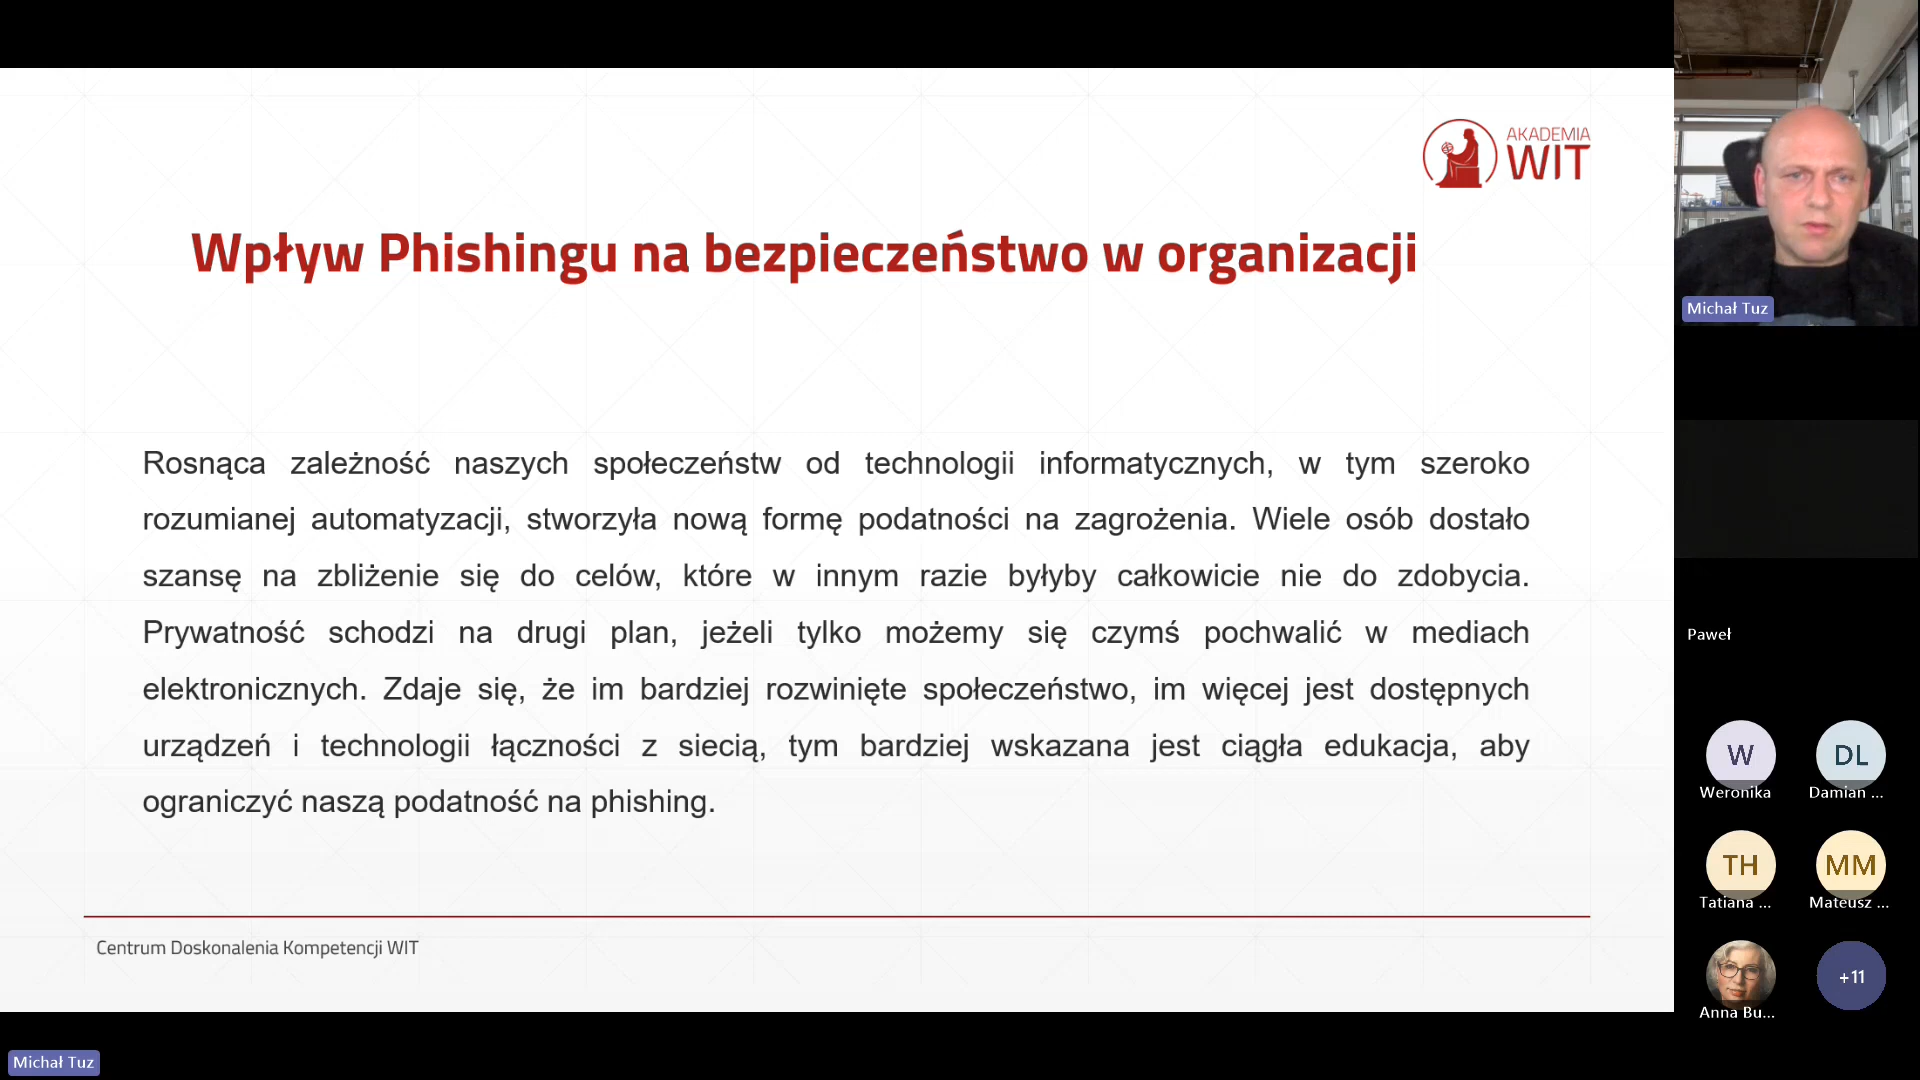 AKADEMIA
WIT
Wpływ Phishingu na bezpieczeństwo w organizacji
Rosnąca zależność naszych społeczeństw od technologii informatycznych, w tym szeroko
rozumianej automatyzacji, stworzyła nową formę podatności na zagrożenia. Wiele osób dostało
szansę na zbliżenie się do celów, które w innym razie byłyby całkowicie nie do zdobycia.
Prywatność schodzi na drugi plan, jeżeli tylko możemy się czymś pochwalić w mediach
elektronicznych. Zdaje się, że im bardziej rozwinięte społeczeństwo, im więcej jest dostępnych
urządzeń i technologii łączności z siecią, tym bardziej wskazana jest ciągła edukacja, aby
ograniczyć naszą podatność na phishing.
Centrum Doskonalenia Kompetencji WIT
Michał Tuz
Michał Tuz
Paweł
W
Weronika
DL
Damian ...
TH
Tatiana ...
MM
Mateusz ...
Anna Bu...
+11